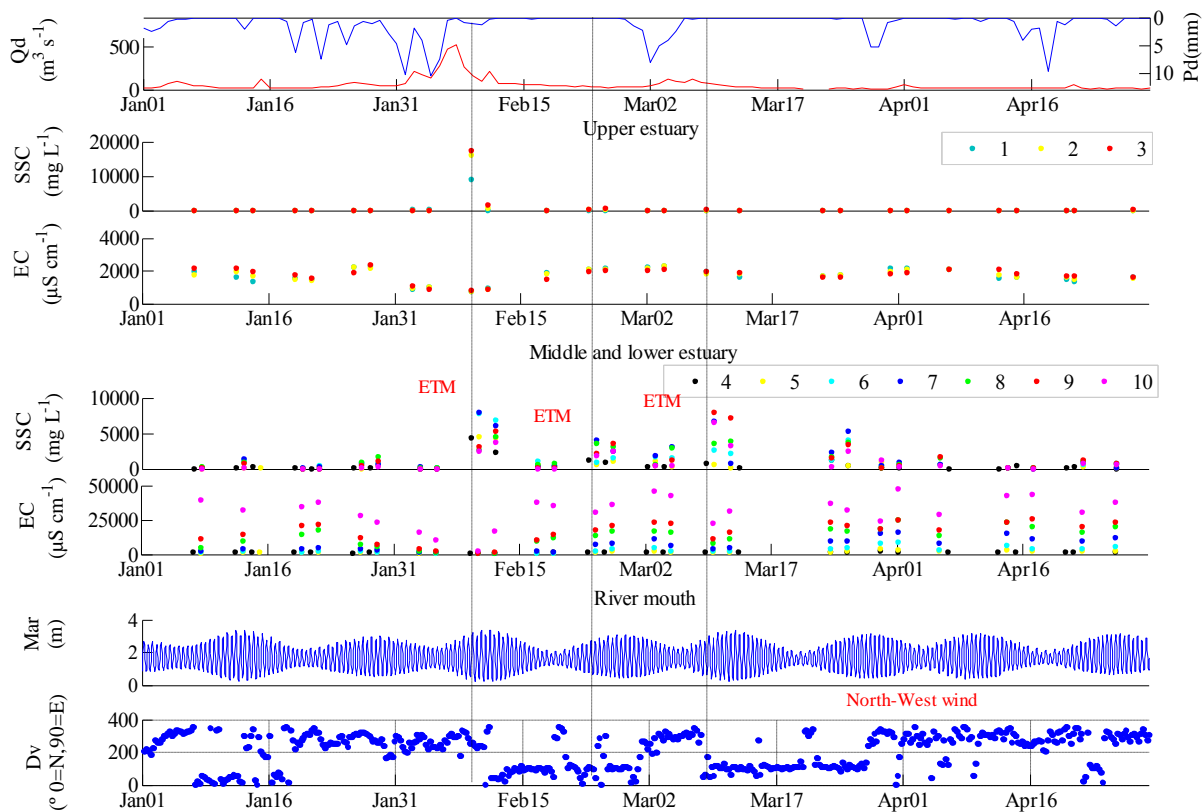 Qd
(m³ s⁻¹)
500
0
0
5
10
Pd(mm)
Jan01 Jan16 Jan31 Feb15 Mar02 Mar17 Apr01 Apr16
Upper estuary
SSC
(mg L⁻¹)
20000
10000
0
1 2 3
EC
(µS cm⁻¹)
4000
2000
0
Jan01 Jan16 Jan31 Feb15 Mar02 Mar17 Apr01 Apr16
Middle and lower estuary
ETM ETM ETM
4 5 6 7 8 9 10
SSC
(mg L⁻¹)
10000
5000
0
EC
(µS cm⁻¹)
50000
25000
0
Jan01 Jan16 Jan31 Feb15 Mar02 Mar17 Apr01 Apr16
River mouth
Mar
(m)
4
2
0
North-West wind
Dv
(° 0=N,90=E)
400
200
0
Jan01 Jan16 Jan31 Feb15 Mar02 Mar17 Apr01 Apr16